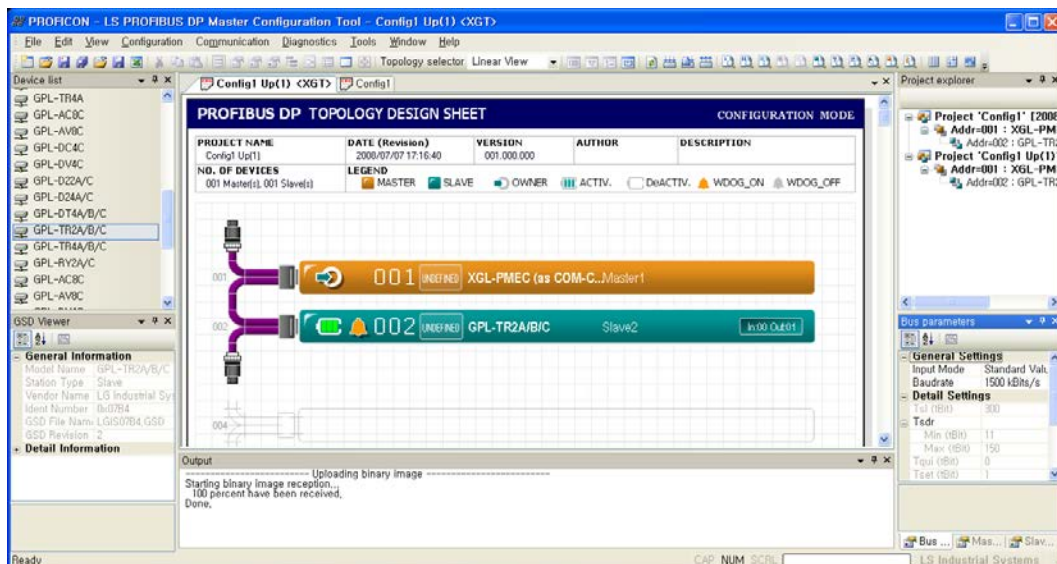 PROFICON - LS PROFIBUS DP Master Configuration Tool - Config1 Up(1) <XGT>
File Edit View Configuration Communication Diagnostics Tools Window Help
Topology selector Linear View
Device list
GPL-TR4A
GPL-AC8C
GPL-AV8C
GPL-DC4C
GPL-DV4C
GPL-D22A/C
GPL-D24A/C
GPL-DT4A/B/C
GPL-TR2A/B/C
GPL-TR4A/B/C
GPL-RY2A/C
GPL-AC8C
GPL-AV8C
GSD Viewer
General Information
Model Name GPL-TR2A/B/C
Station Type Slave
Vendor Name LG Industrial Sy
Ident Number 0x07B4
GSD File Nam LGIS07B4.GSD
GSD Revision 2
Detail Information
Config1 Up(1) <XGT> Config1
PROFIBUS DP TOPOLOGY DESIGN SHEET CONFIGURATION MODE
PROJECT NAME DATE (Revision) VERSION AUTHOR DESCRIPTION
Config1 Up(1) 2008/07/07 17:16:40 001.000.000
NO. OF DEVICES LEGEND
001 Master(s), 001 Slave(s) MASTER SLAVE OWNER ACTIV. DeACTIV. WDOG_ON WDOG_OFF
001 001 UNDEFINED XGL-PMEC (as COM-C... Master1
002 002 UNDEFINED GPL-TR2A/B/C Slave2 In:00 Out:01
004
Output
Uploading binary image
Starting binary image reception...
100 percent have been received.
Done.
Project explorer
Project 'Config1' [2008
Addr=001 : XGL-PM
Addr=002 : GPL-TR
Project 'Config1 Up(1)
Addr=001 : XGL-PM
Addr=002 : GPL-TR
Bus parameters
General Settings
Input Mode Standard Valu
Baudrate 1500 kBits/s
Detail Settings
Tsl (tBit) 300
Tsdr
Min (tBit) 11
Max (tBit) 150
Tqui (tBit) 0
Tset (tBit) 1
Bus ... Mas... Slav...
Ready CAP NUM SCRL LS Industrial Systems